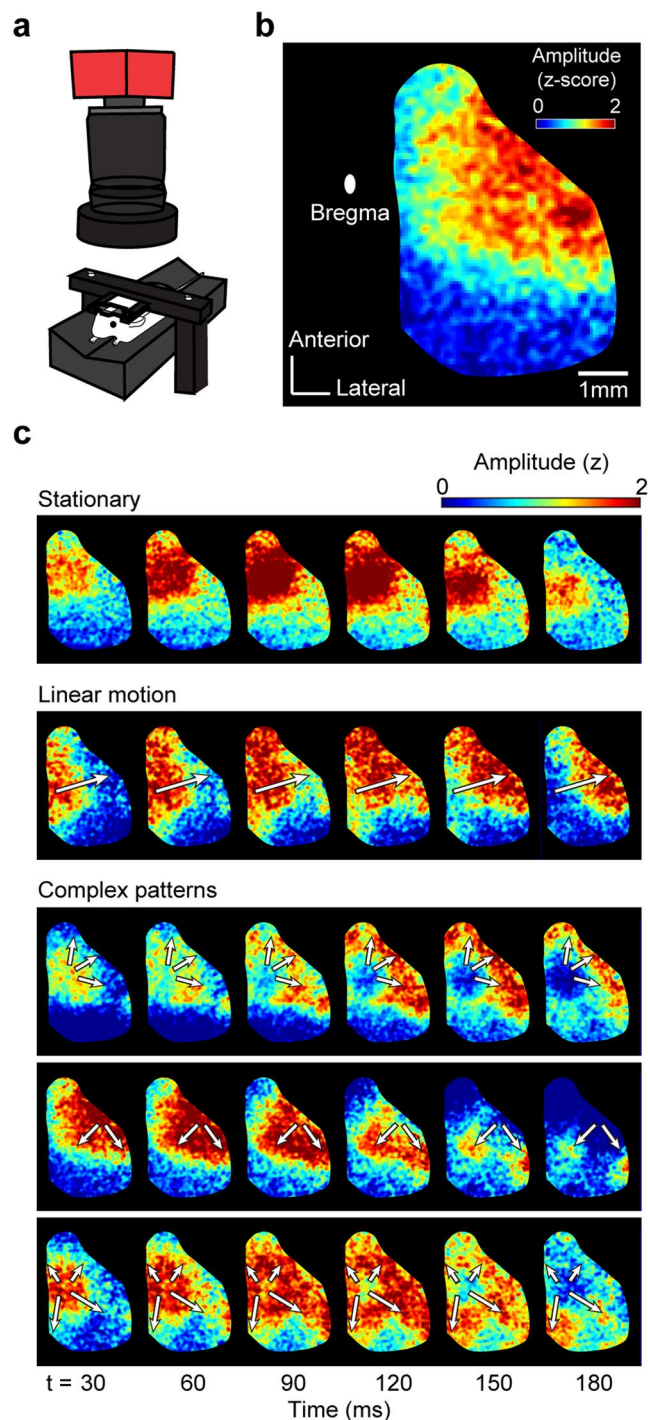 a
b
Amplitude
(z-score)
0 2
Bregma
Anterior
Lateral
1mm
c
Amplitude (z)
0 2
Stationary
Linear motion
Complex patterns
t = 30 60 90 120 150 180
Time (ms)